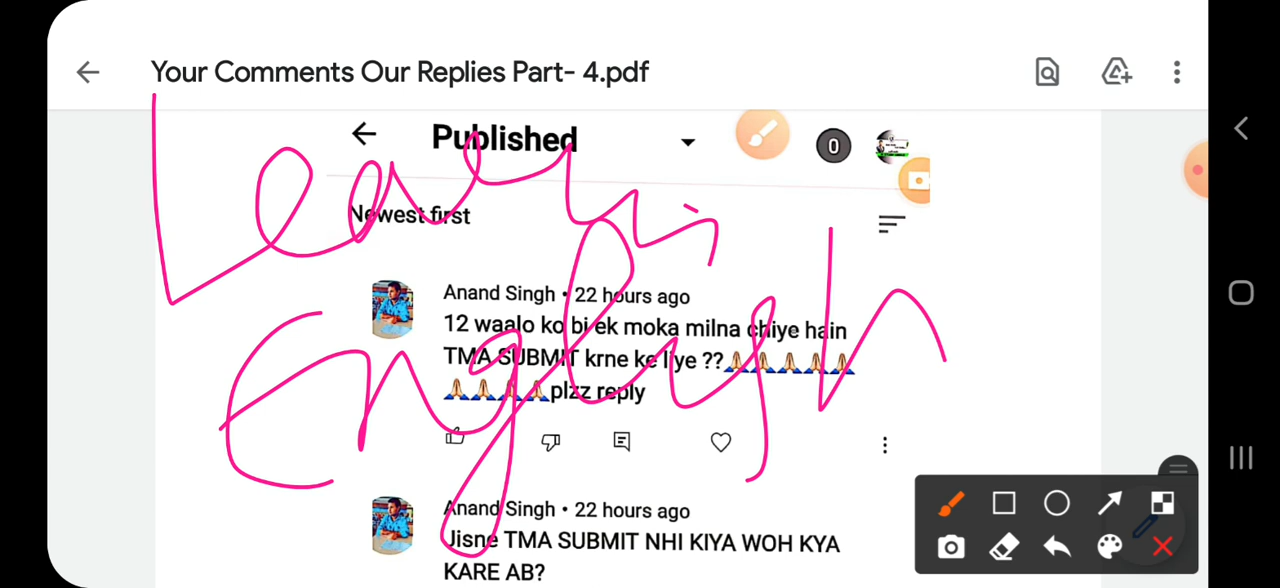 Your Comments Our Replies Part- 4.pdf
Published
0
Newest first
Learn
English
Anand Singh • 22 hours ago
12 waalo ko bi ek moka milna chiye hain
TMA SUBMIT krne ke liye ??🙏🙏🙏🙏🙏
🙏🙏🙏🙏plzz reply
Anand Singh • 22 hours ago
Jisne TMA SUBMIT NHI KIYA WOH KYA
KARE AB?